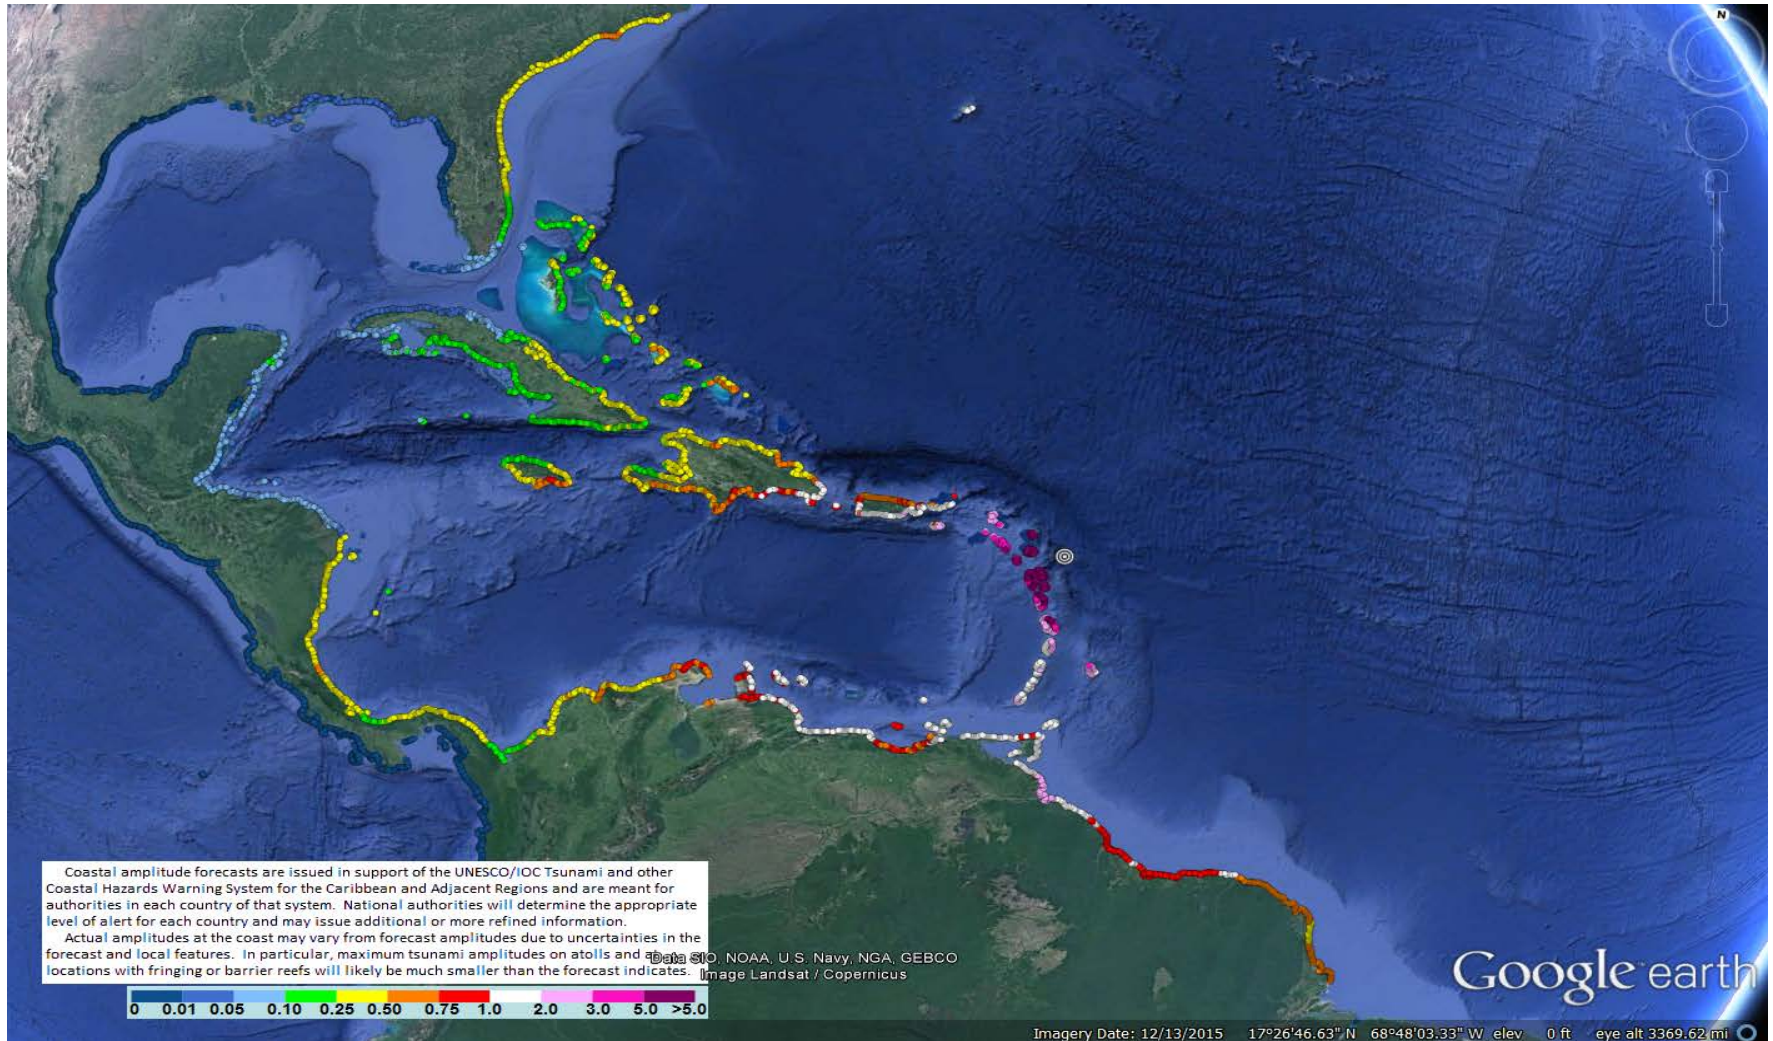 N
Coastal amplitude forecasts are issued in support of the UNESCO/IOC Tsunami and other
Coastal Hazards Warning System for the Caribbean and Adjacent Regions and are meant for
authorities in each country of that system. National authorities will determine the appropriate
level of alert for each country and may issue additional or more refined information.
Actual amplitudes at the coast may vary from forecast amplitudes due to uncertainties in the
forecast and local features. In particular, maximum tsunami amplitudes on atolls and at
locations with fringing or barrier reefs will likely be much smaller than the forecast indicates.
Data SIO, NOAA, U.S. Navy, NGA, GEBCO
Image Landsat / Copernicus
Google earth
0 0.01 0.05 0.10 0.25 0.50 0.75 1.0 2.0 3.0 5.0 >5.0
Imagery Date: 12/13/2015 17°26'46.63" N 68°48'03.33" W elev 0 ft eye alt 3369.62 mi